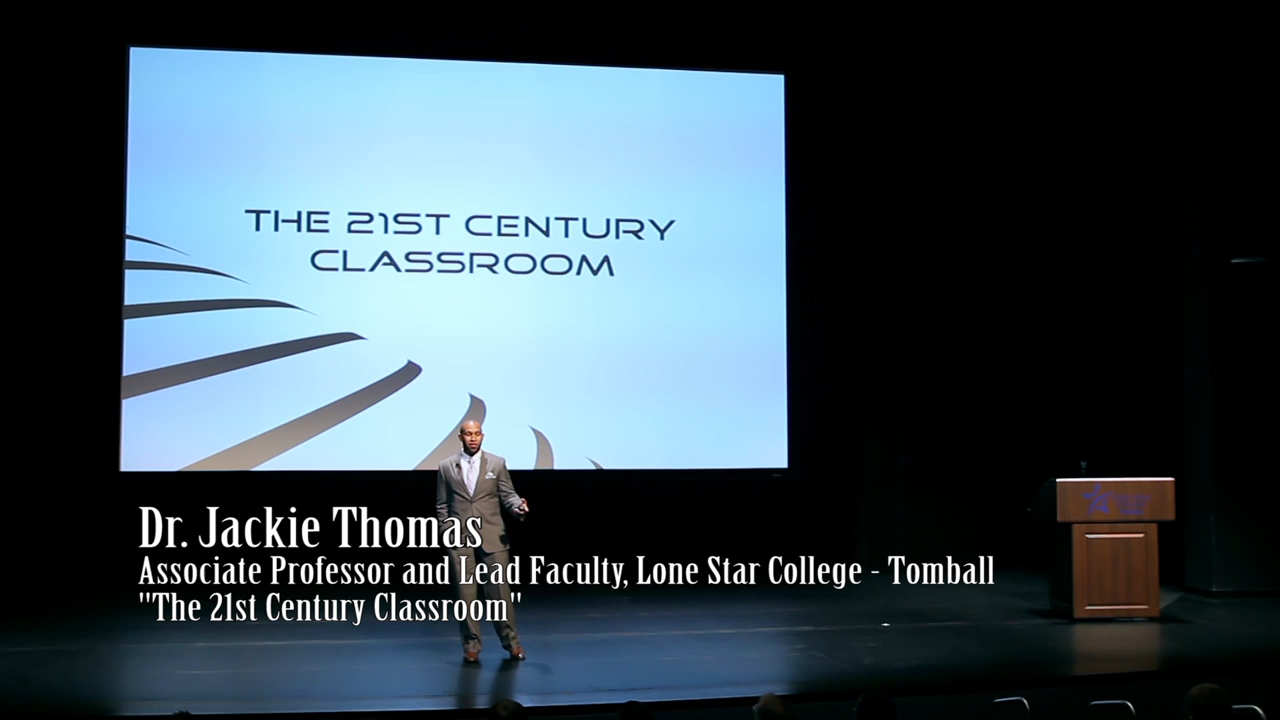 THE 21ST CENTURY
CLASSROOM
Dr. Jackie Thomas
Associate Professor and Lead Faculty, Lone Star College - Tomball
"The 21st Century Classroom"